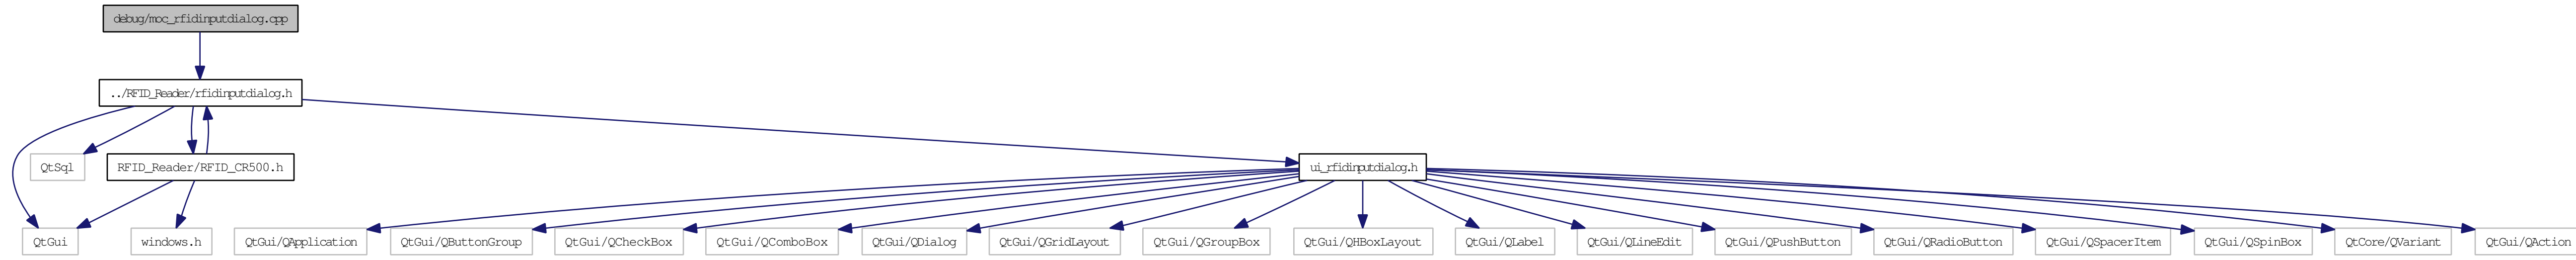 debug/moc_rfidinputdialog.cpp
../RFID_Reader/rfidinputdialog.h
QtSql
RFID_Reader/RFID_CR500.h
ui_rfidinputdialog.h
QtGui
windows.h
QtGui/QApplication
QtGui/QButtonGroup
QtGui/QCheckBox
QtGui/QComboBox
QtGui/QDialog
QtGui/QGridLayout
QtGui/QGroupBox
QtGui/QHBoxLayout
QtGui/QLabel
QtGui/QLineEdit
QtGui/QPushButton
QtGui/QRadioButton
QtGui/QSpacerItem
QtGui/QSpinBox
QtCore/QVariant
QtGui/QAction